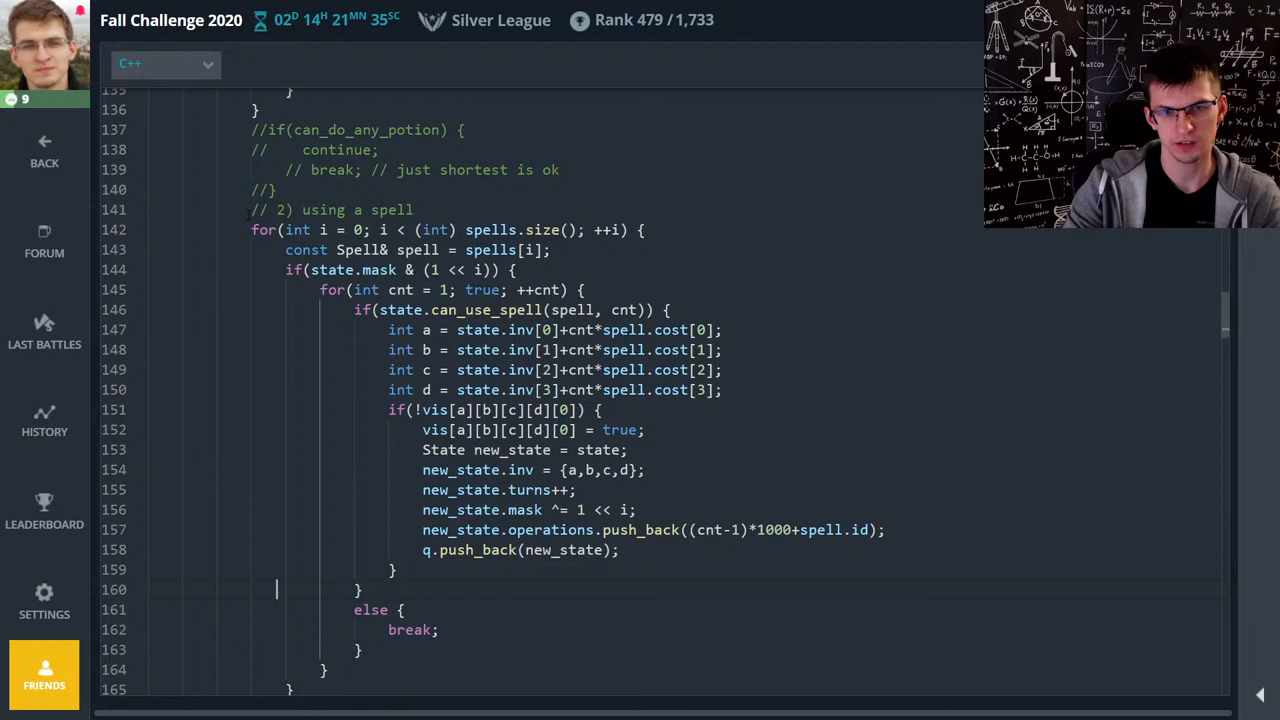 Fall Challenge 2020 02D 14H 21MN 35SC Silver League Rank 479 / 1,733
C++
9
BACK
FORUM
LAST BATTLES
HISTORY
LEADERBOARD
SETTINGS
FRIENDS
135 }
136 }
137 //if(can_do_any_potion) {
138 //    continue;
139 // break; // just shortest is ok
140 //}
141 // 2) using a spell
142 for(int i = 0; i < (int) spells.size(); ++i) {
143 const Spell& spell = spells[i];
144 if(state.mask & (1 << i)) {
145 for(int cnt = 1; true; ++cnt) {
146 if(state.can_use_spell(spell, cnt)) {
147 int a = state.inv[0]+cnt*spell.cost[0];
148 int b = state.inv[1]+cnt*spell.cost[1];
149 int c = state.inv[2]+cnt*spell.cost[2];
150 int d = state.inv[3]+cnt*spell.cost[3];
151 if(!vis[a][b][c][d][0]) {
152 vis[a][b][c][d][0] = true;
153 State new_state = state;
154 new_state.inv = {a,b,c,d};
155 new_state.turns++;
156 new_state.mask ^= 1 << i;
157 new_state.operations.push_back((cnt-1)*1000+spell.id);
158 q.push_back(new_state);
159 }
160 }
161 else {
162 break;
163 }
164 }
165 }